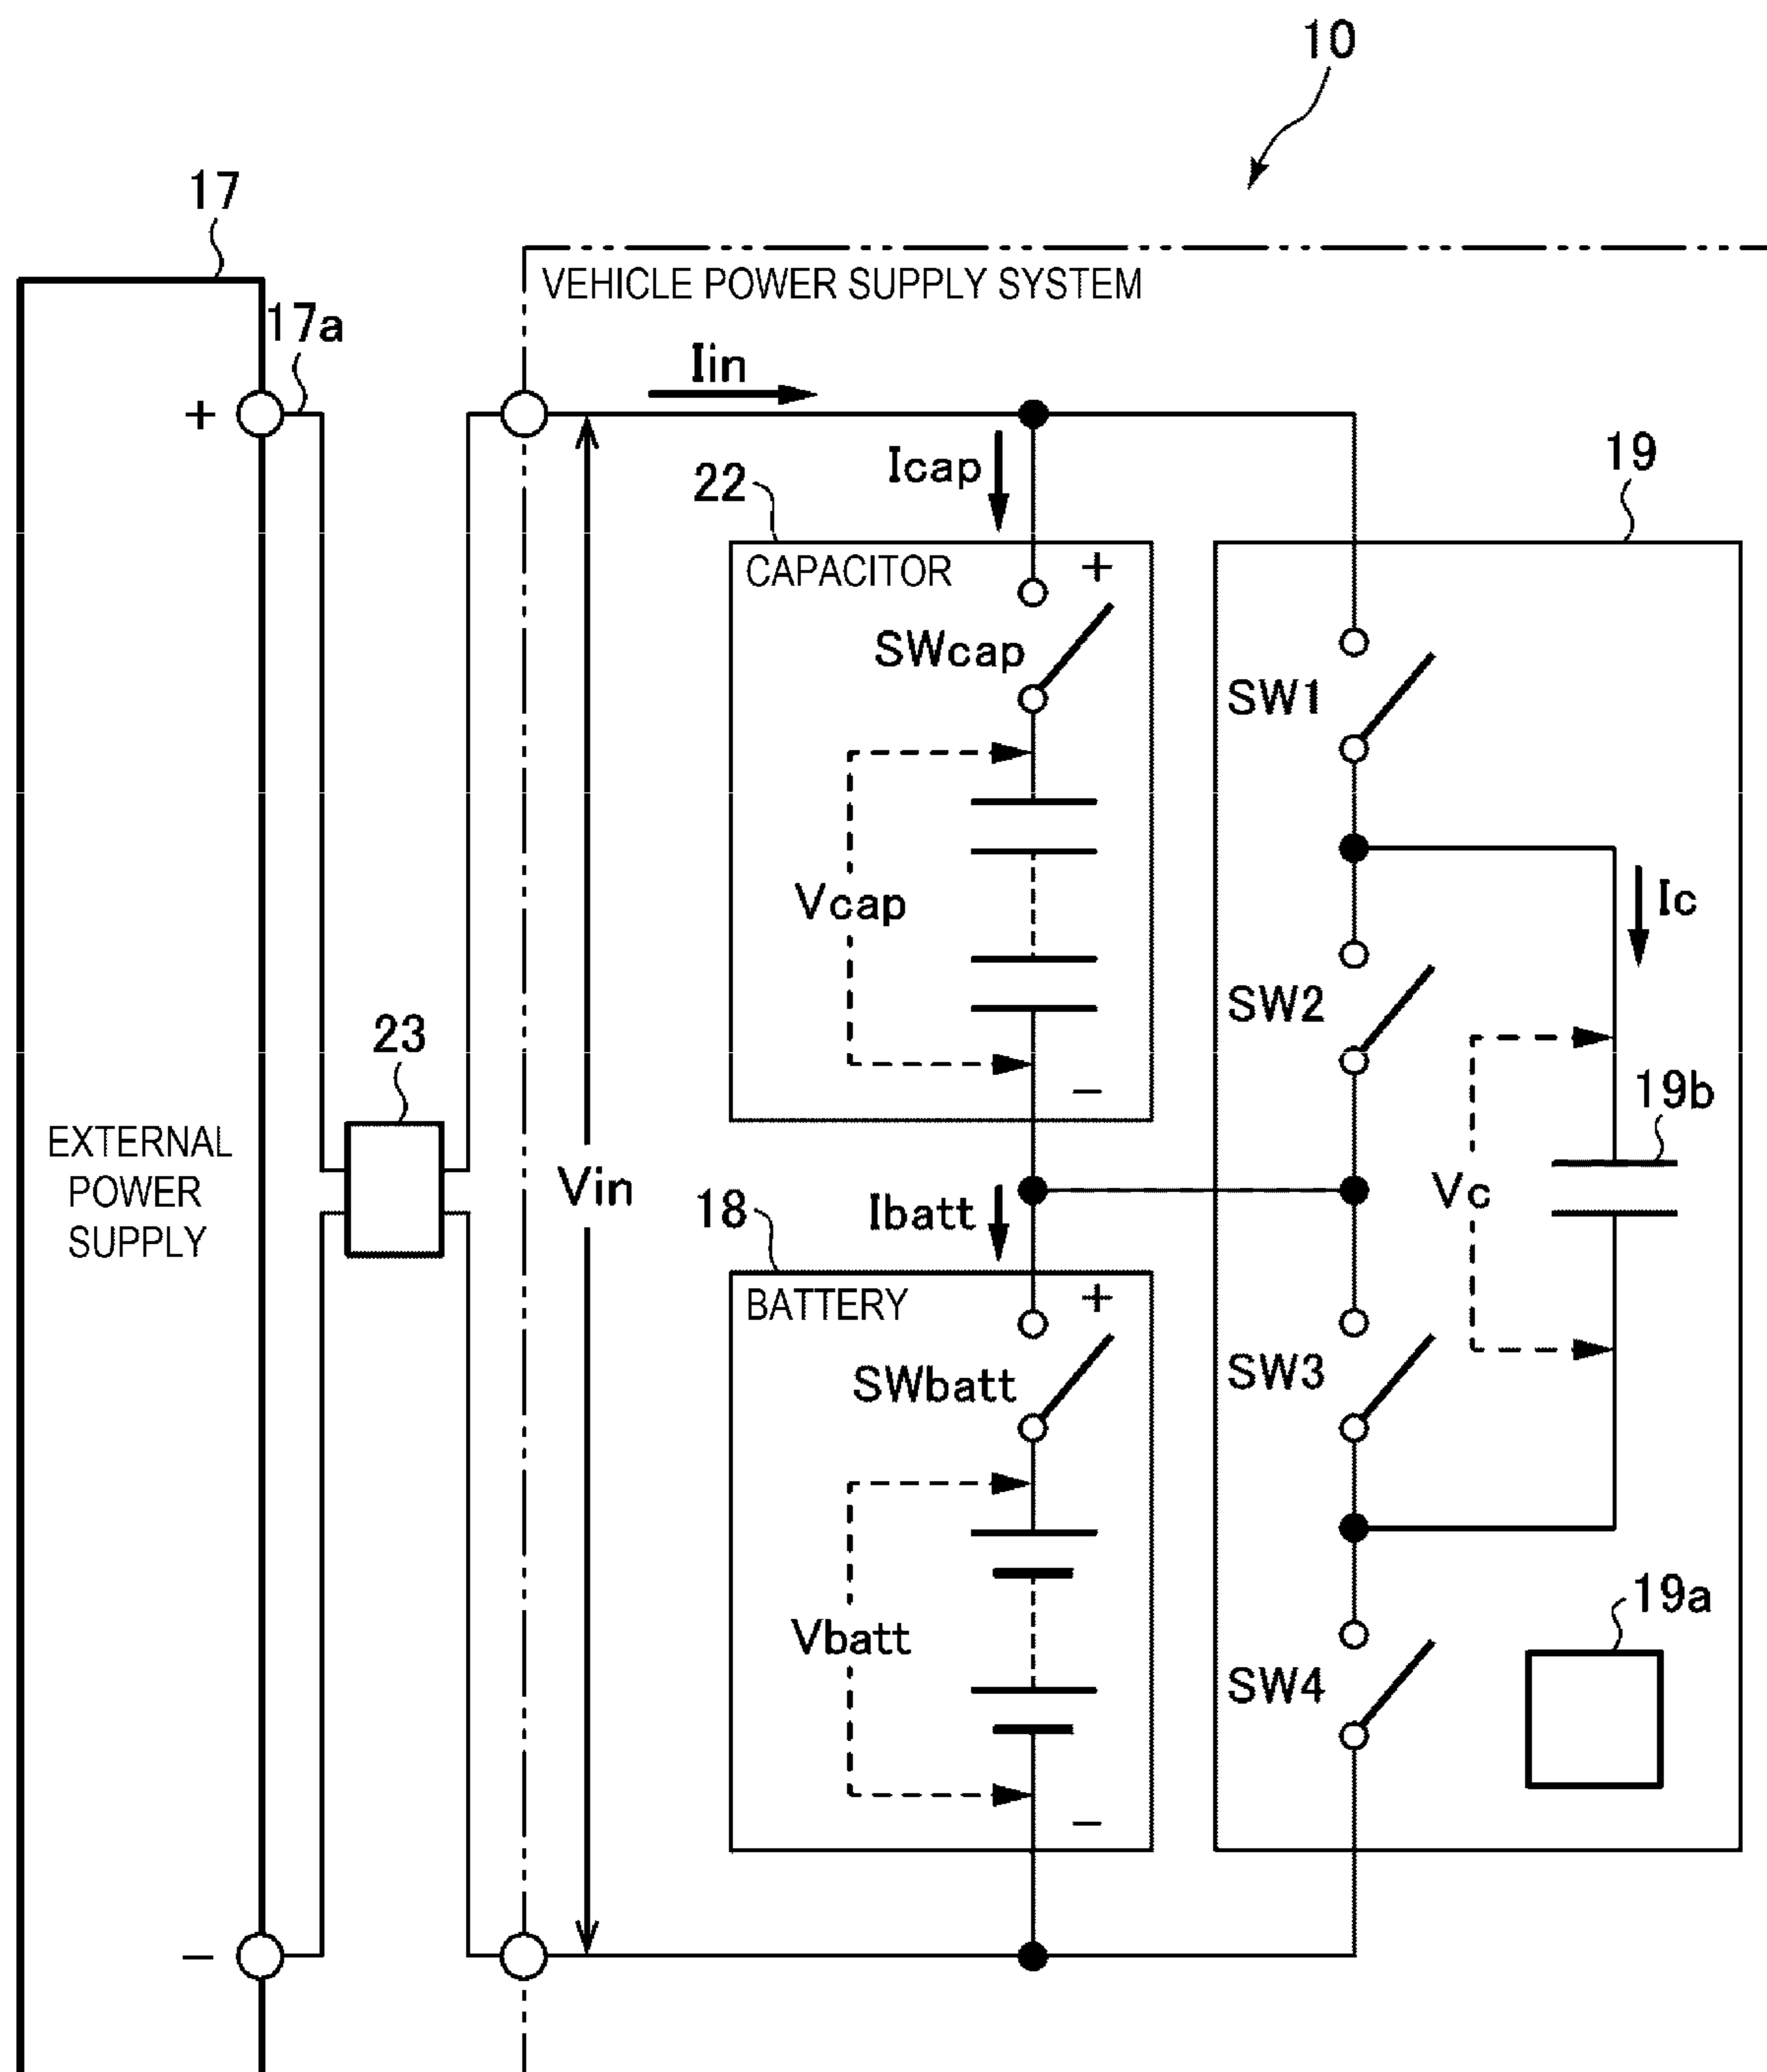 10
17
VEHICLE POWER SUPPLY SYSTEM
17a
Iin
+
Icap
19
22
CAPACITOR
+
SWcap
SW1
Vcap
Ic
SW2
23
−
19b
EXTERNAL
POWER
SUPPLY
Vin
Vc
18
Ibatt
BATTERY
+
SWbatt
SW3
19a
Vbatt
SW4
−
−